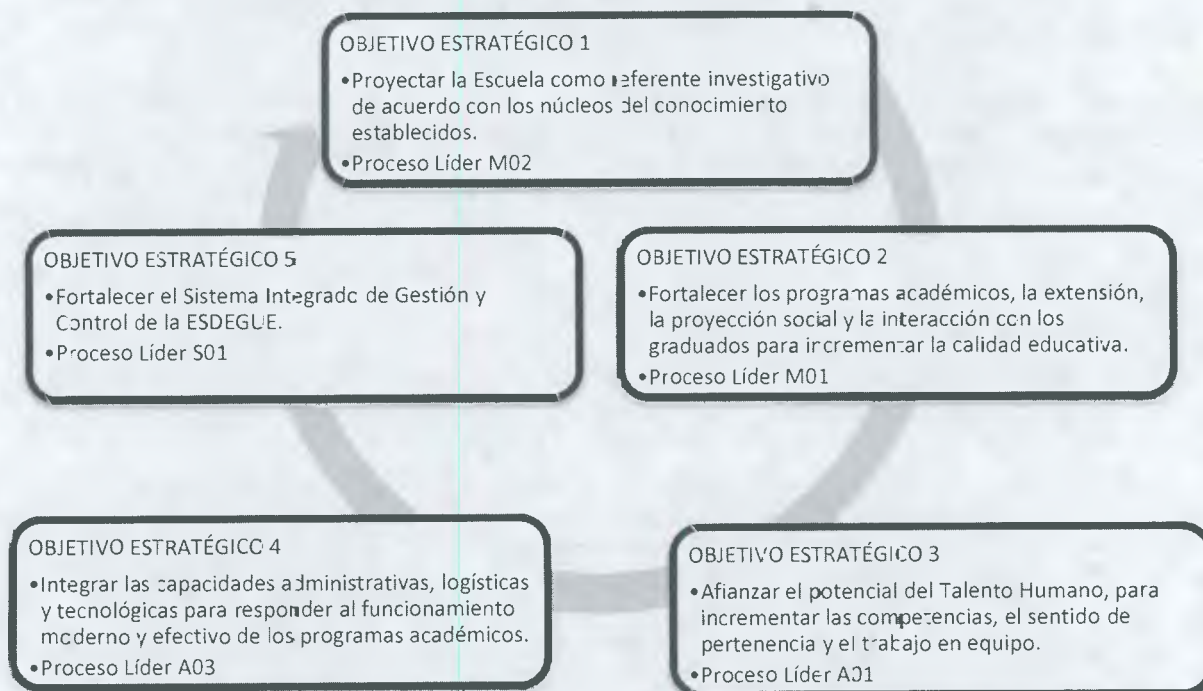 OBJETIVO ESTRATÉGICO 1
•Proyectar la Escuela como referente investigativo
de acuerdo con los núcleos del conocimiento
establecidos.
•Proceso Líder M02
OBJETIVO ESTRATÉGICO 2
•Fortalecer los programas académicos, la extensión,
la proyección social y la interacción con los
graduados para incrementar la calidad educativa.
•Proceso Líder M01
OBJETIVO ESTRATÉGICO 3
•Afianzar el potencial del Talento Humano, para
incrementar las competencias, el sentido de
pertenencia y el trabajo en equipo.
•Proceso Líder A01
OBJETIVO ESTRATÉGICO 4
•Integrar las capacidades administrativas, logísticas
y tecnológicas para responder al funcionamiento
moderno y efectivo de los programas académicos.
•Proceso Líder A03
OBJETIVO ESTRATÉGICO 5
•Fortalecer el Sistema Integrado de Gestión y
Control de la ESDEGUE.
•Proceso Líder S01